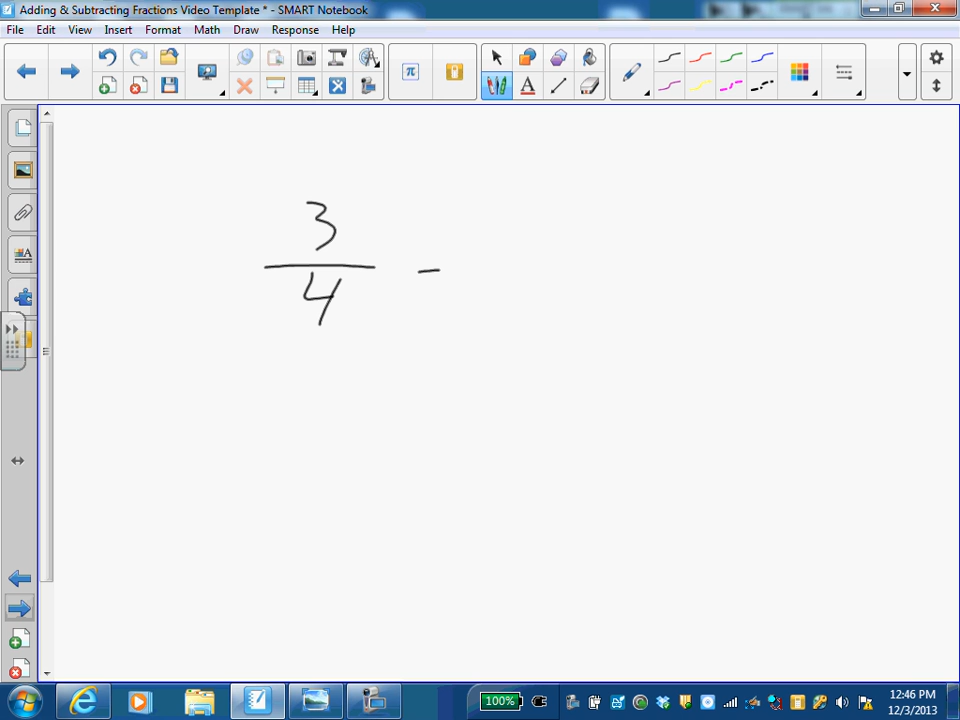 Adding & Subtracting Fractions Video Template * - SMART Notebook
File Edit View Insert Format Math Draw Response Help
3
4
-
100%
12:46 PM
12/3/2013